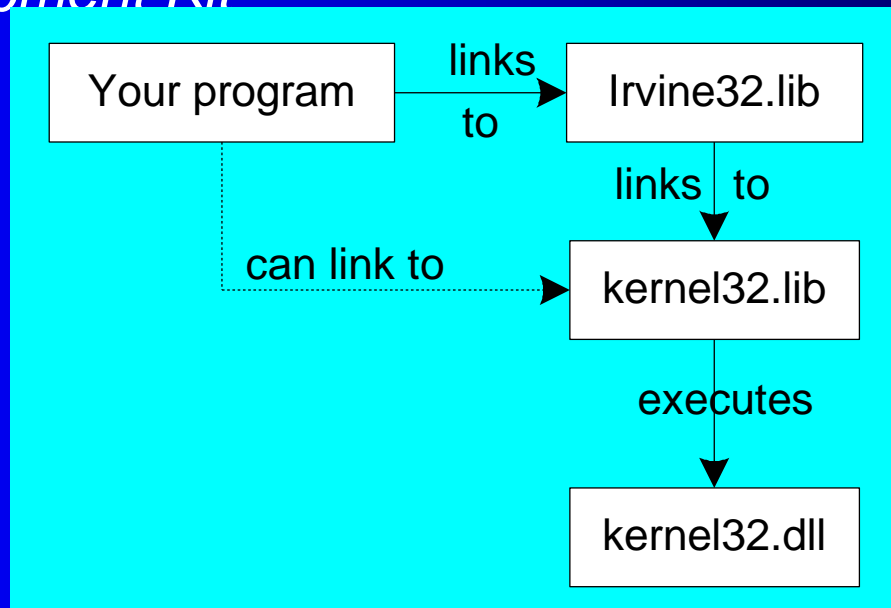 Your program
links
to
Irvine32.lib
links to
can link to
kernel32.lib
executes
kernel32.dll